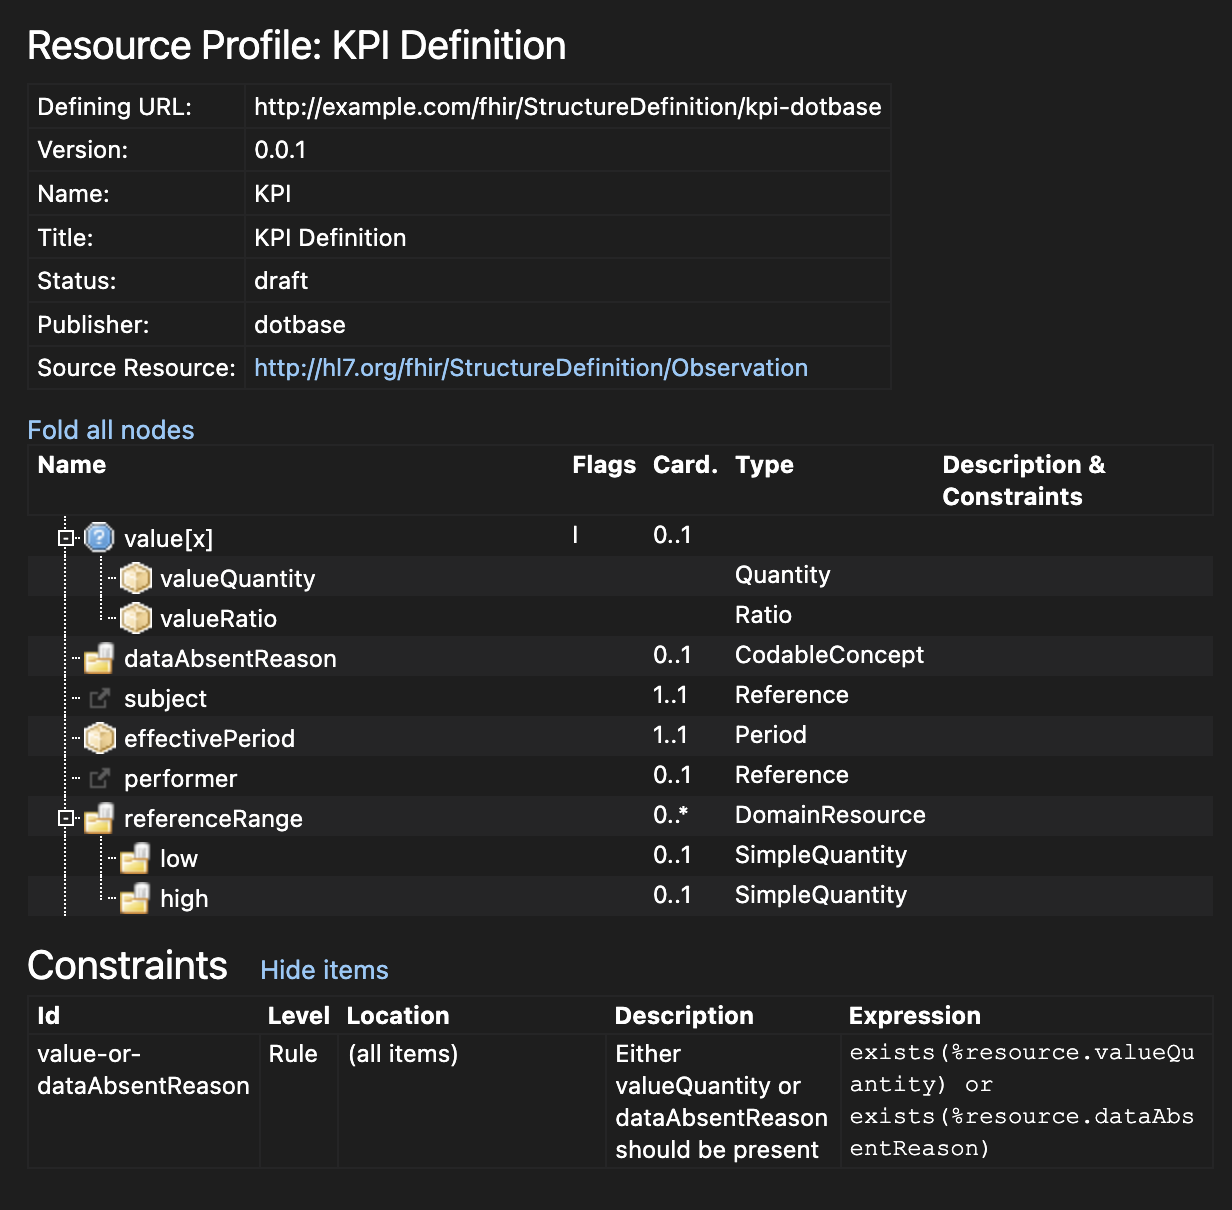 Resource Profile: KPI Definition
Defining URL: http://example.com/fhir/StructureDefinition/kpi-dotbase
Version: 0.0.1
Name: KPI
Title: KPI Definition
Status: draft
Publisher: dotbase
Source Resource: http://hl7.org/fhir/StructureDefinition/Observation
Fold all nodes
Name Flags Card. Type Description &
Constraints
value[x] I 0..1
valueQuantity Quantity
valueRatio Ratio
dataAbsentReason 0..1 CodableConcept
subject 1..1 Reference
effectivePeriod 1..1 Period
performer 0..1 Reference
referenceRange 0..* DomainResource
low 0..1 SimpleQuantity
high 0..1 SimpleQuantity
Constraints Hide items
Id Level Location Description Expression
value-or- Rule (all items) Either exists(%resource.valueQu
dataAbsentReason valueQuantity or antity) or
dataAbsentReason exists(%resource.dataAbs
should be present entReason)